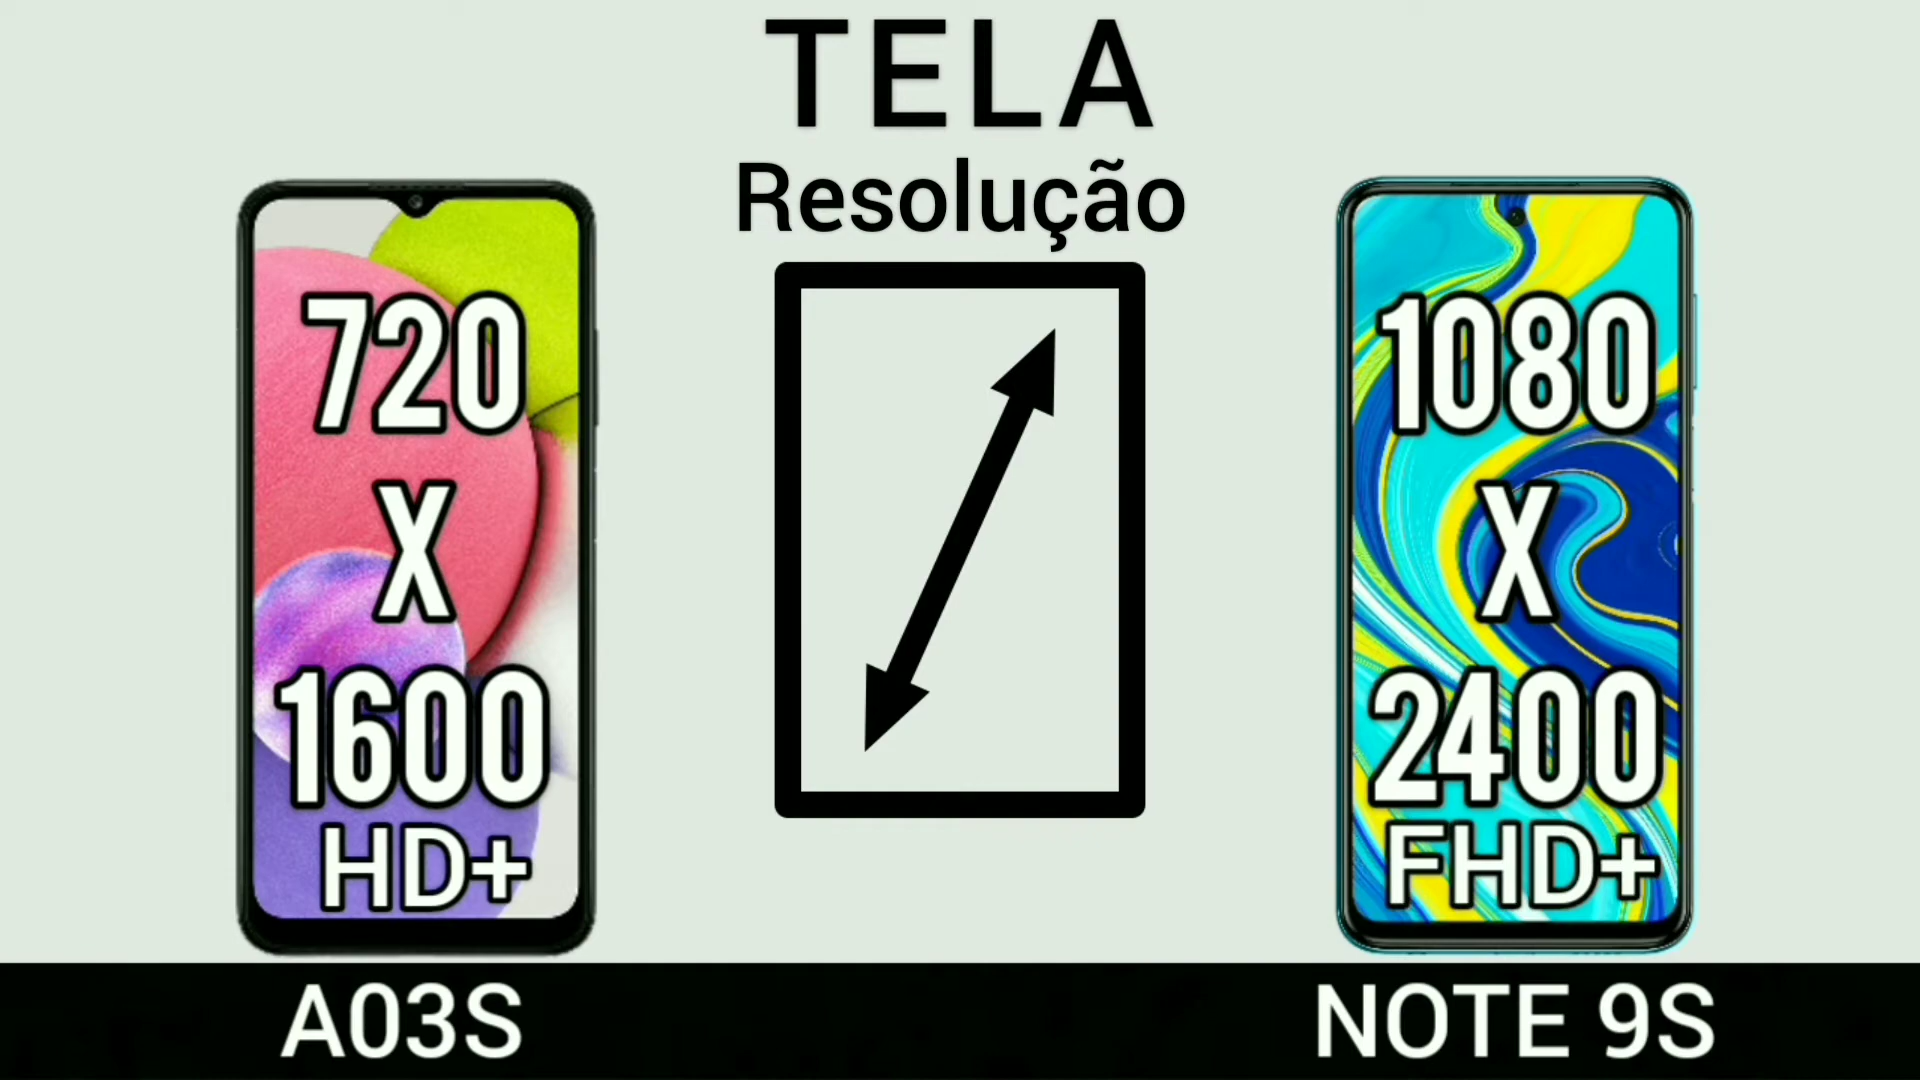 TELA
Resolução
720
X
1600
HD+
1080
X
2400
FHD+
A03S
NOTE 9S